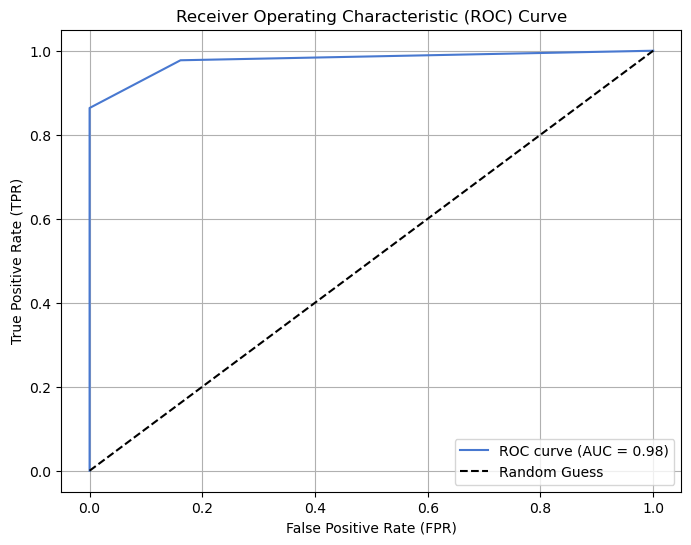 Receiver Operating Characteristic (ROC) Curve
1.0
0.8
0.6
0.4
0.2
0.0
True Positive Rate (TPR)
ROC curve (AUC = 0.98)
Random Guess
0.0 0.2 0.4 0.6 0.8 1.0
False Positive Rate (FPR)